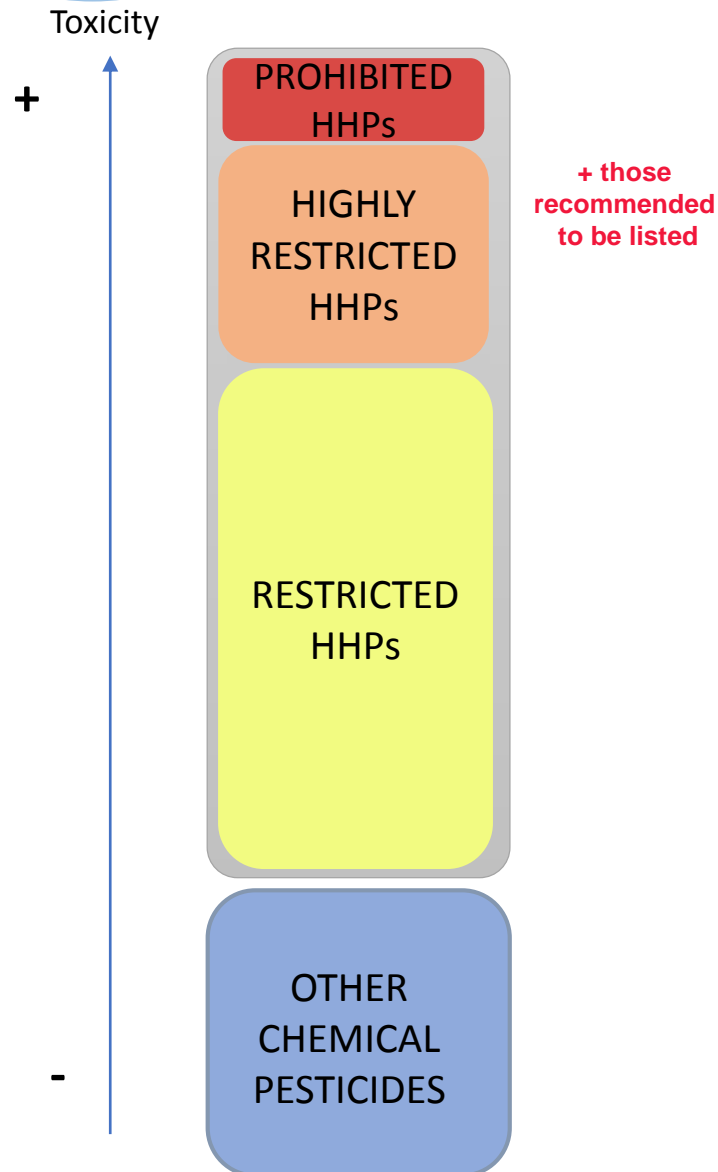 Toxicity
+
PROHIBITED
HHPs
HIGHLY
RESTRICTED
HHPs
+ those
recommended
to be listed
RESTRICTED
HHPs
OTHER
CHEMICAL
PESTICIDES
-